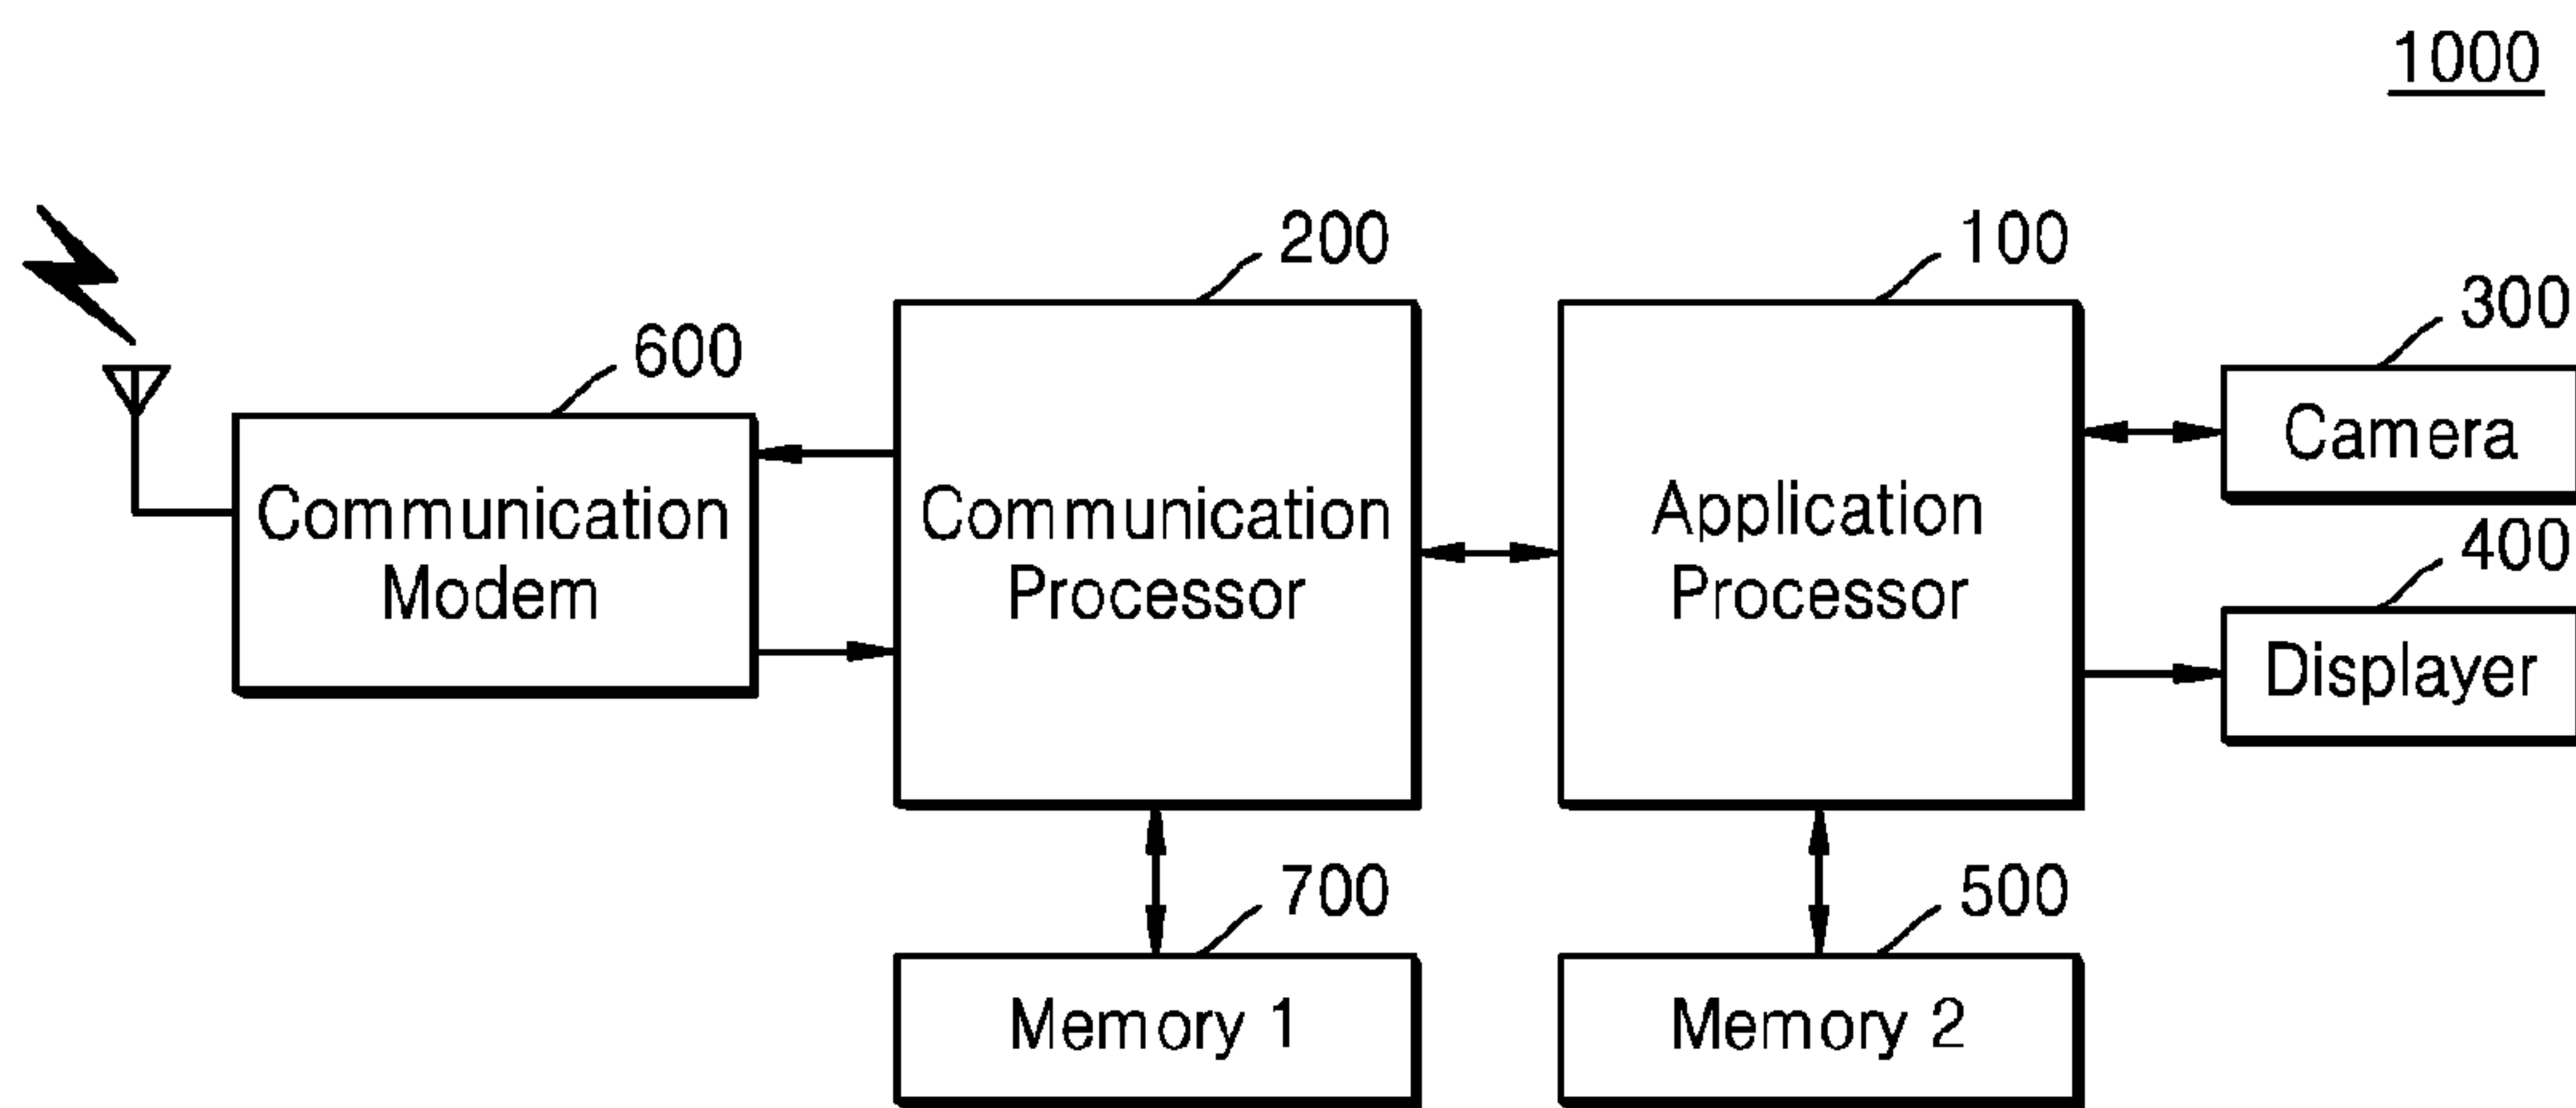 1000
200
100
300
600
Camera
Communication
Modem
Communication
Processor
Application
Processor
400
Displayer
700
500
Memory 1
Memory 2